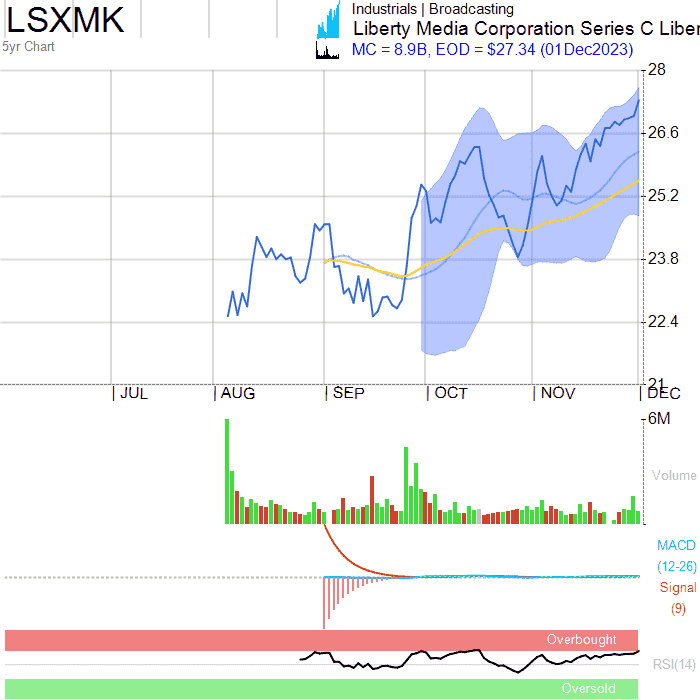 LSXMK
5yr Chart
Industrials | Broadcasting
Liberty Media Corporation Series C Liber
MC = 8.9B, EOD = $27.34 (01Dec2023)
28
26.6
25.2
23.8
22.4
21
JUL
AUG
SEP
OCT
NOV
DEC
6M
Volume
MACD
(12-26)
Signal
(9)
Overbought
RSI(14)
Oversold